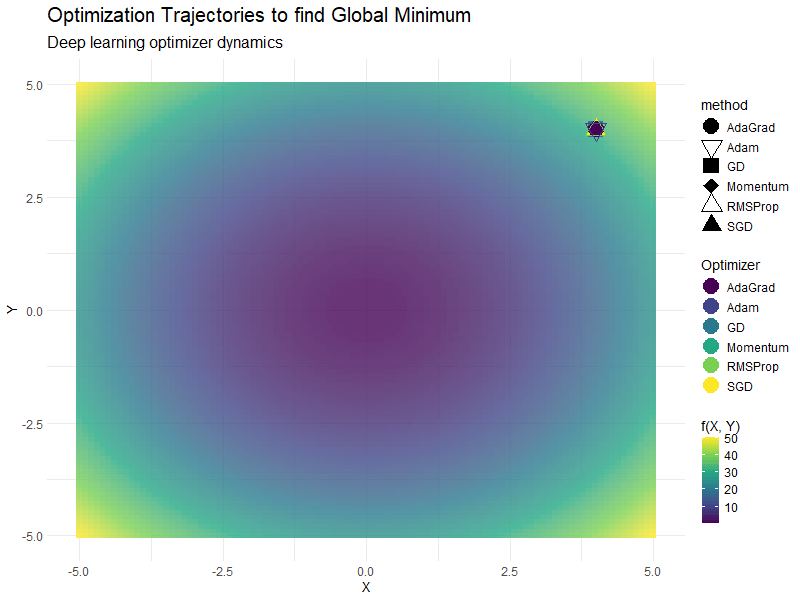 Optimization Trajectories to find Global Minimum
Deep learning optimizer dynamics
5.0
2.5
0.0
-2.5
-5.0
Y
-5.0
-2.5
0.0
2.5
5.0
X
method
AdaGrad
Adam
GD
Momentum
RMSProp
SGD
Optimizer
AdaGrad
Adam
GD
Momentum
RMSProp
SGD
f(X, Y)
50
40
30
20
10